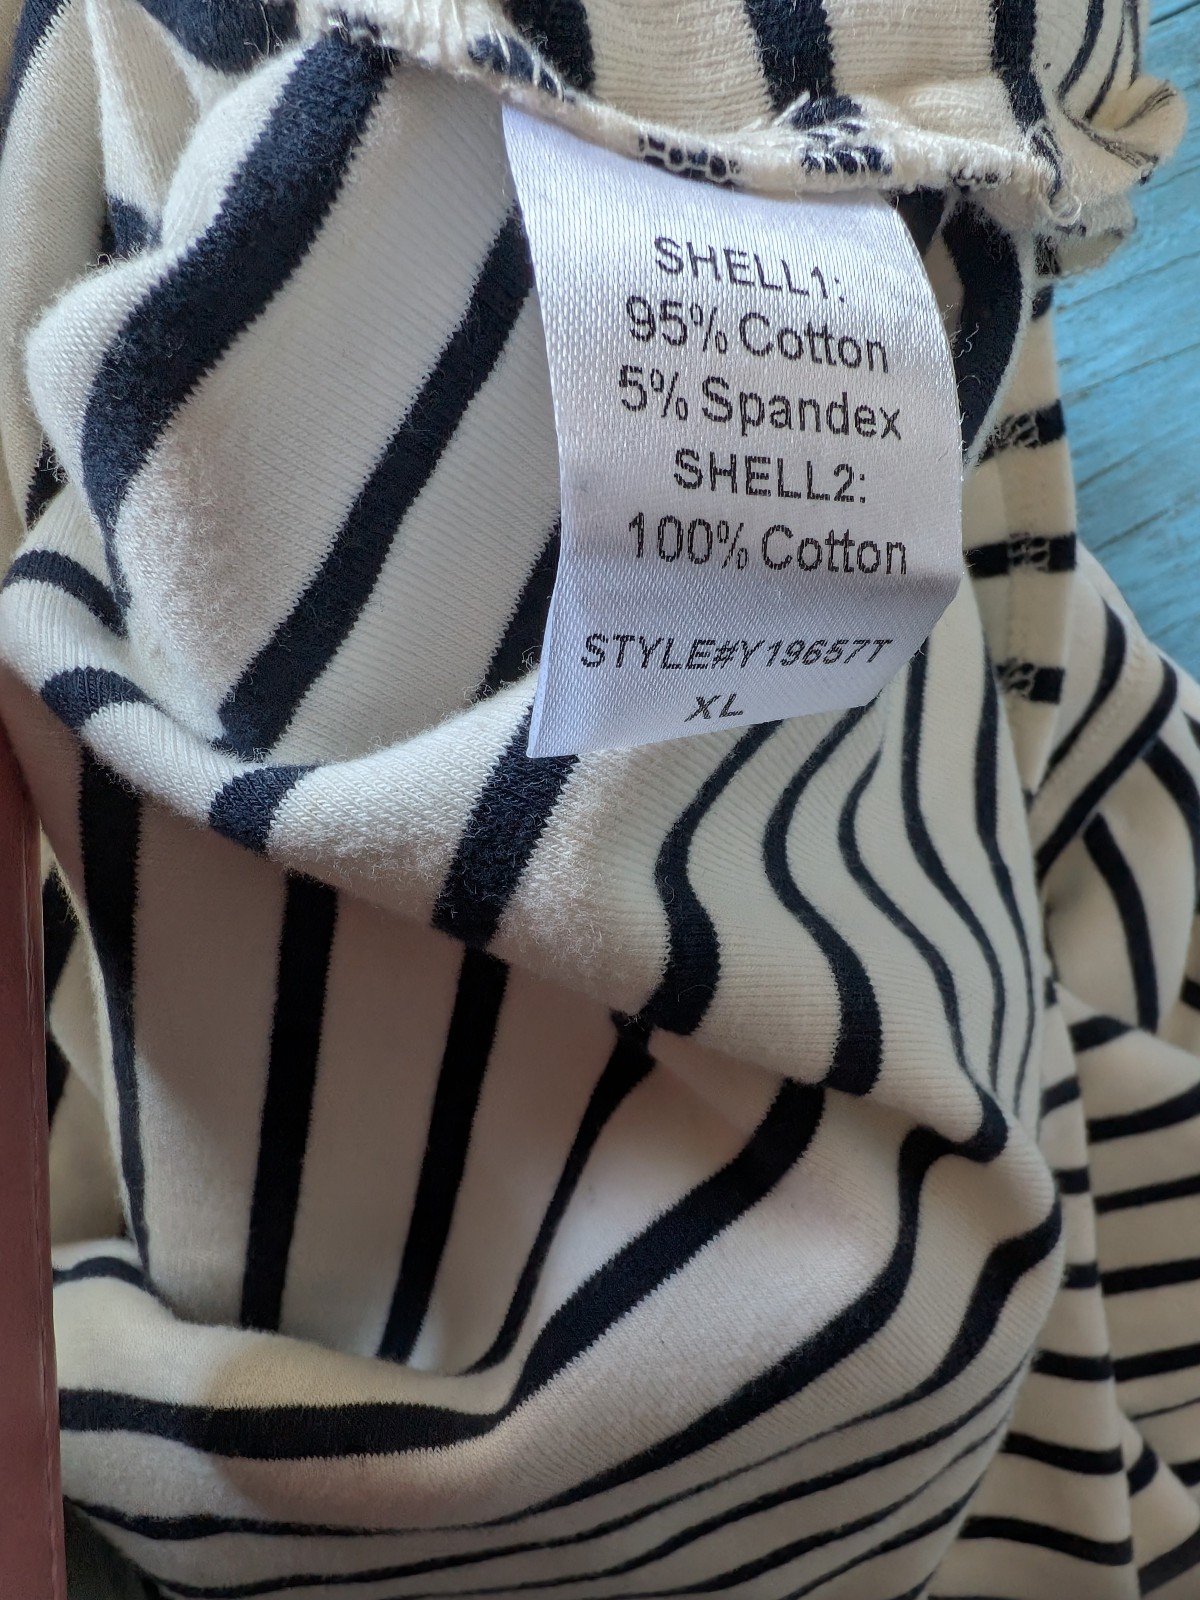 SHELL1:
95% Cotton
5% Spandex
SHELL2:
100% Cotton
STYLE#Y19657T
XL